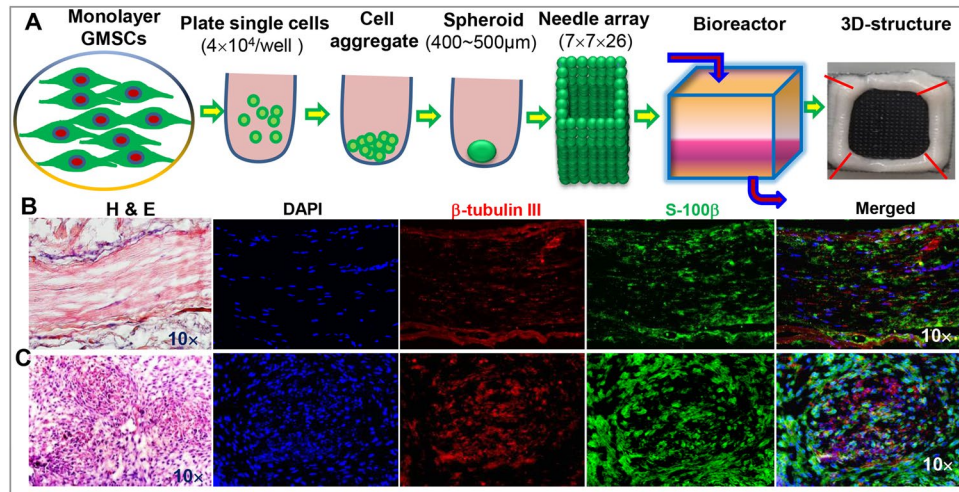 A
Monolayer
GMSCs
Plate single cells
(4×10⁴/well)
Cell
aggregate
Spheroid
(400~500μm)
Needle array
(7×7×26)
Bioreactor
3D-structure
B
H & E
DAPI
β-tubulin III
S-100β
Merged
10×
10×
C
10×
10×